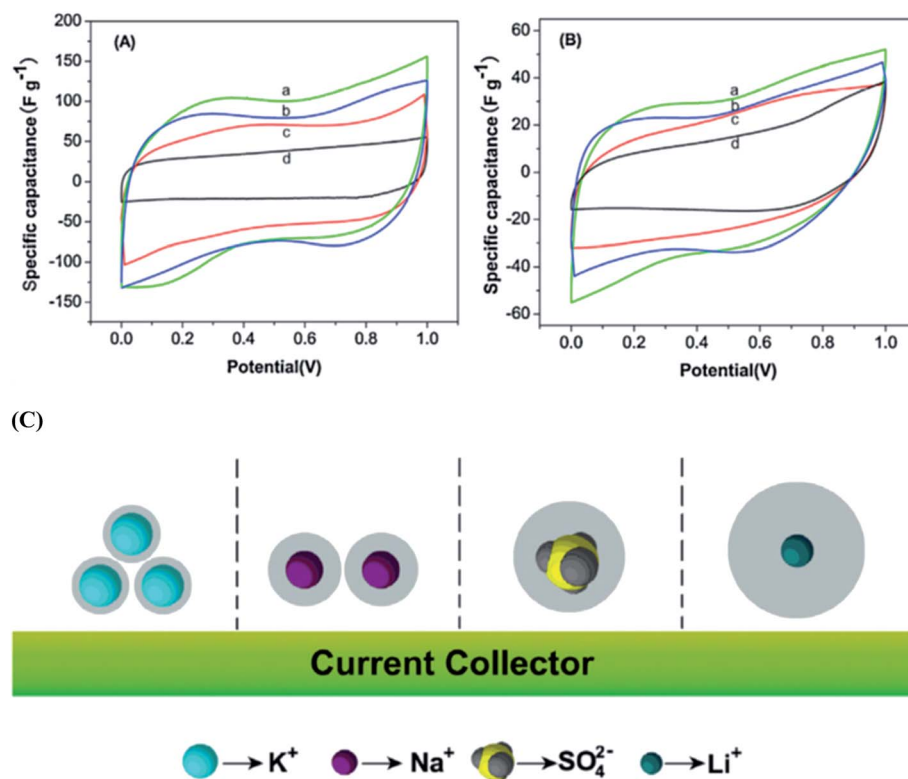 (A)
a
b
c
d
200
150
100
50
0
-50
-100
-150
0.0 0.2 0.4 0.6 0.8 1.0
Specific capacitance (F g⁻¹)
Potential(V)
(B)
a
b
c
d
60
40
20
0
-20
-40
-60
0.0 0.2 0.4 0.6 0.8 1.0
Specific capacitance (F g⁻¹)
Potential(V)
(C)
Current Collector
→K⁺ →Na⁺ →SO₄²⁻ →Li⁺